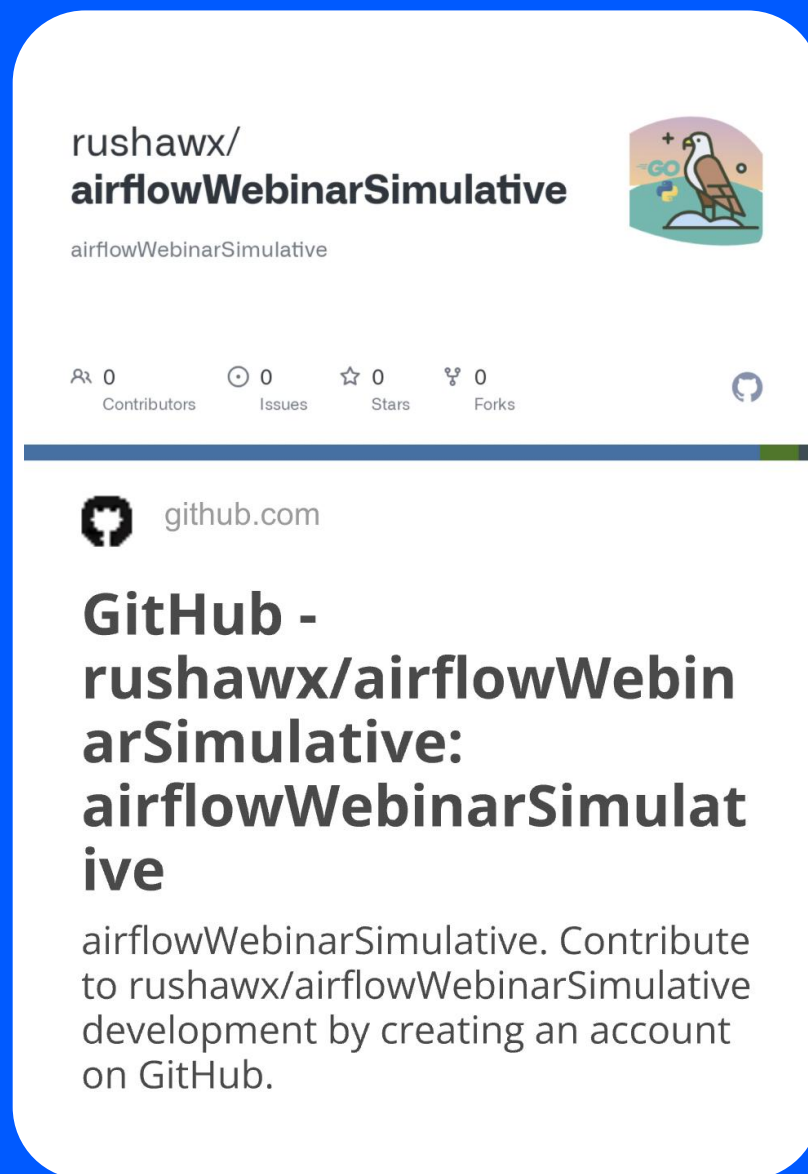 rushawx/
airflowWebinarSimulative
GO
airflowWebinarSimulative
0 0 0 0
Contributors Issues Stars Forks
github.com
GitHub -
rushawx/airflowWebin
arSimulative:
airflowWebinarSimulat
ive
airflowWebinarSimulative. Contribute
to rushawx/airflowWebinarSimulative
development by creating an account
on GitHub.